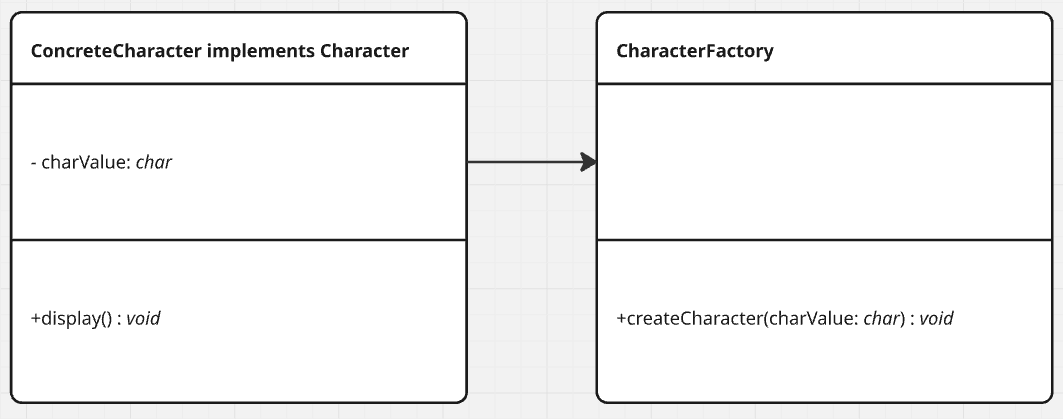 ConcreteCharacter implements Character
- charValue: char
+display() : void
CharacterFactory
+createCharacter(charValue: char) : void